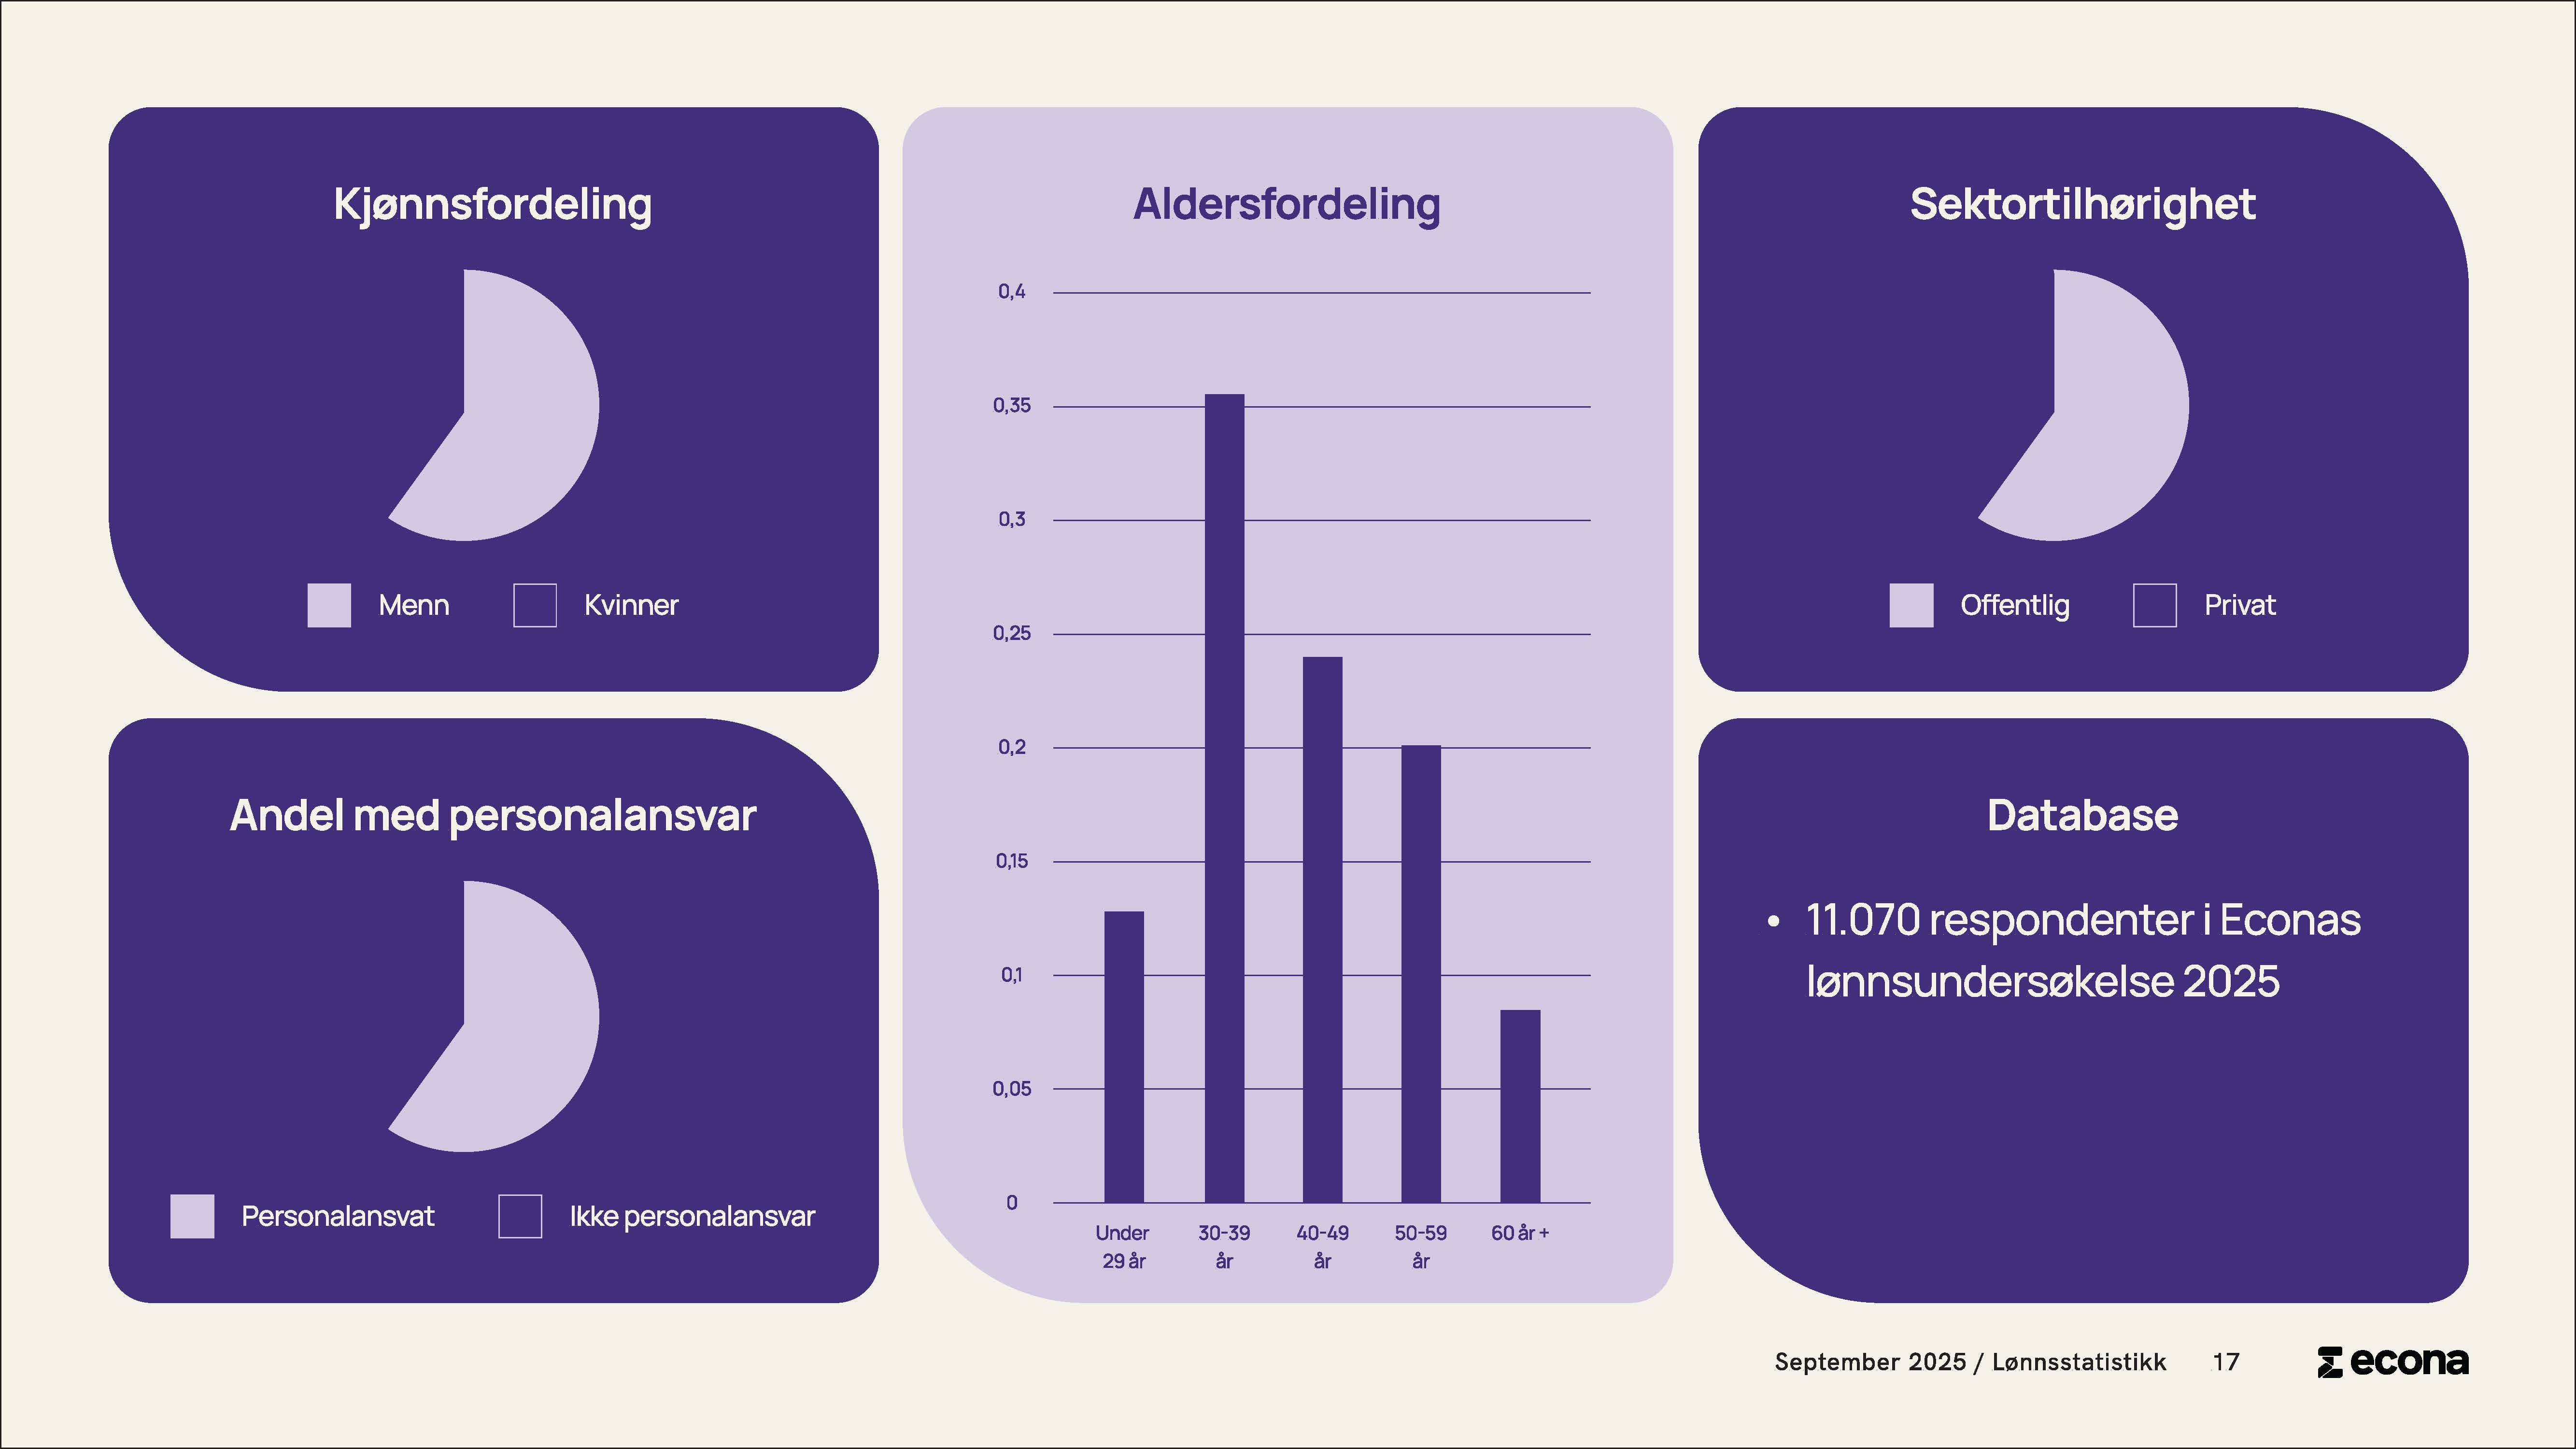 Kjønnsfordeling
Menn
Kvinner
Andel med personalansvar
Personalansvat
Ikke personalansvar
Aldersfordeling
0,4
0,35
0,3
0,25
0,2
0,15
0,1
0,05
0
Under
29 år
30-39
år
40-49
år
50-59
år
60 år +
Sektortilhørighet
Offentlig
Privat
Database
• 11.070 respondenter i Econas
lønnsundersøkelse 2025
September 2025 / Lønnsstatistikk 17
econa